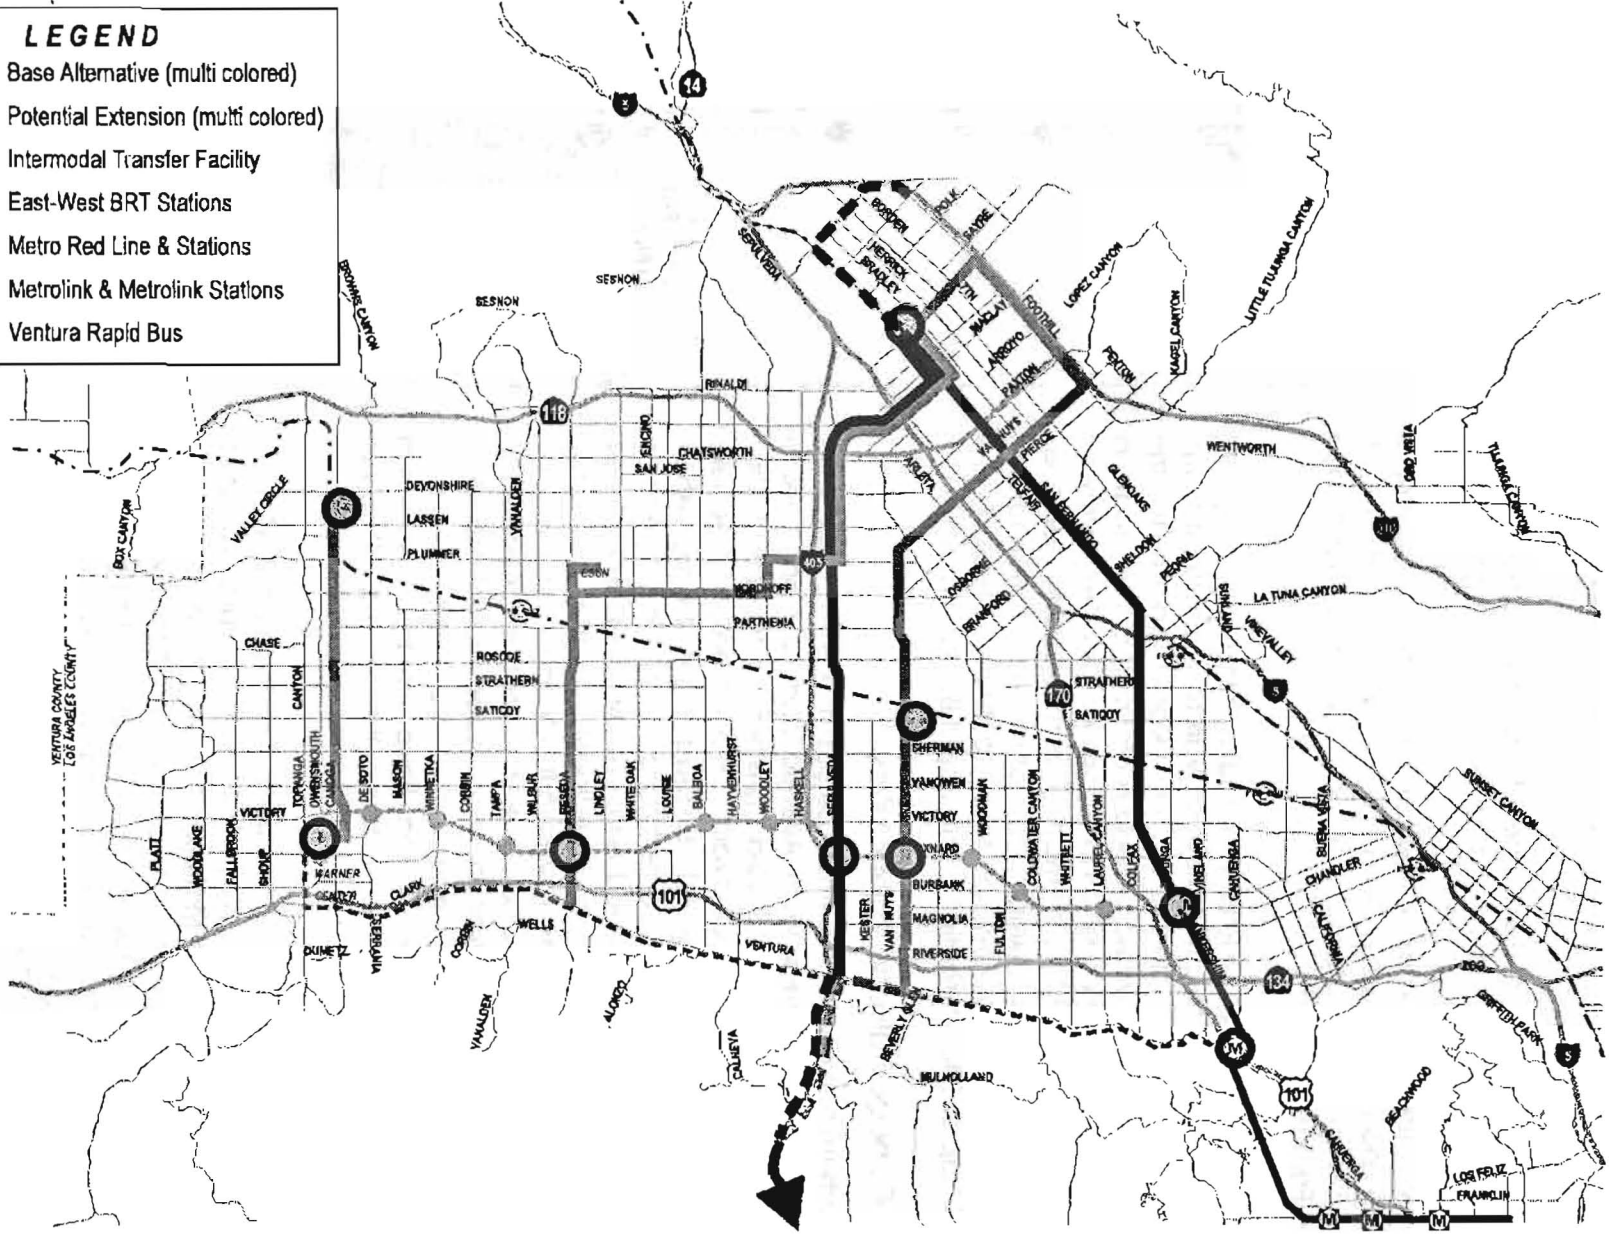 LEGEND
Base Alternative (multi colored)
Potential Extension (multi colored)
Intermodal Transfer Facility
East-West BRT Stations
Metro Red Line & Stations
Metrolink & Metrolink Stations
Ventura Rapid Bus
14
BORDEN
POLK
SAYRE
SEPULVEDA
HERRICK
BRADLEY
LOPEZ CANYON
LITTLE TUJUNGA CANYON
KAGEL CANYON
BROWNS CANYON
SESNON
SESNON
7TH
MACLAY
FOOTHILL
ARROYO
PAXTON
RINALDI
118
ENCINO
CHATSWORTH
SAN JOSE
VAN NUYS
PIERCE
WENTWORTH
ORO VISTA
TUJUNGA CANYON
ARLETA
TELFAIR
SAN FERNANDO
GLENOAKS
VALLEY CIRCLE
BOX CANYON
DEVONSHIRE
LASSEN
PLUMMER
VANALDEN
210
SHELDON
PEORIA
405
CSUN
NORDHOFF
OSBORNE
BRANFORD
SUNLAND
LA TUNA CANYON
PARTHENIA
VINEVALLEY
CHASE
ROSCOE
STRATHERN
SATICOY
CANYON
VENTURA COUNTY
LOS ANGELES COUNTY
170
STRATHERN
SATICOY
5
SHERMAN
VANOWEN
VICTORY
OXNARD
BURBANK
MAGNOLIA
RIVERSIDE
TOPANGA
OWENSMOUTH
CANOGA
DE SOTO
MASON
WINNETKA
CORBIN
TAMPA
WILBUR
RESEDA
LINDLEY
WHITE OAK
LOUISE
BALBOA
HAYVENHURST
WOODLEY
HASKELL
SEPULVEDA
WOODMAN
COLDWATER CANYON
WHITSETT
LAUREL CANYON
COLFAX
TUJUNGA
VINELAND
CAHUENGA
BUENA VISTA
SUNSET CANYON
VICTORY
PLATT
WOODLAKE
FALLBROOK
SHOUP
WARNER
CENTER
CLARK
101
CHANDLER
CALIFORNIA
KESTER
VAN NUYS
FULTON
LANKERSHIM
DUMETZ
SERRANIA
CORBIN
WELLS
VENTURA
134
ZOO
GRIFFITH PARK
5
VANALDEN
ALONZO
CALNEVA
BEVERLY GLEN
MULHOLLAND
M
101
BEACHWOOD
CAHUENGA
LOS FELIZ
FRANKLIN
M
M
M